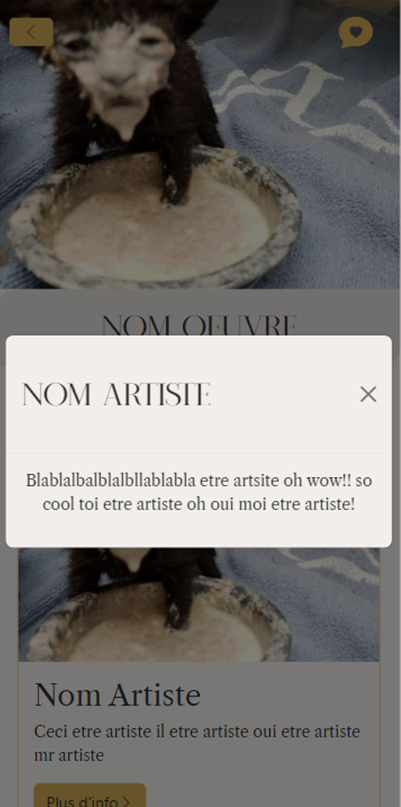 NOM OEUVRE
NOM ARTISTE
Blablalbalblalbllablabla etre artsite oh wow!! so
cool toi etre artiste oh oui moi etre artiste!
Nom Artiste
Ceci etre artiste il etre artiste oui etre artiste
mr artiste
Plus d'info